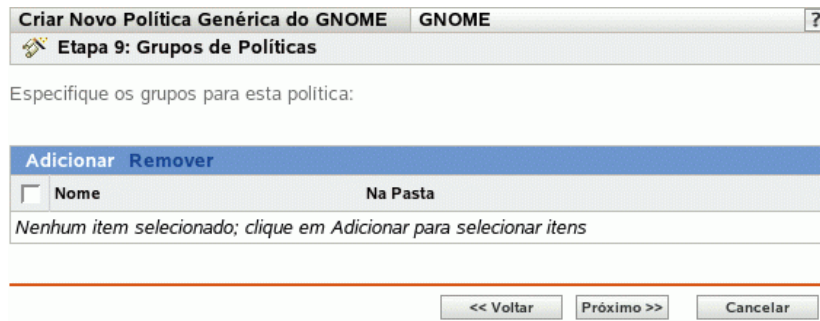 Criar Novo Política Genérica do GNOME GNOME ?
Etapa 9: Grupos de Políticas
Especifique os grupos para esta política:
Adicionar Remover
Nome Na Pasta
Nenhum item selecionado; clique em Adicionar para selecionar itens
<< Voltar Próximo >> Cancelar